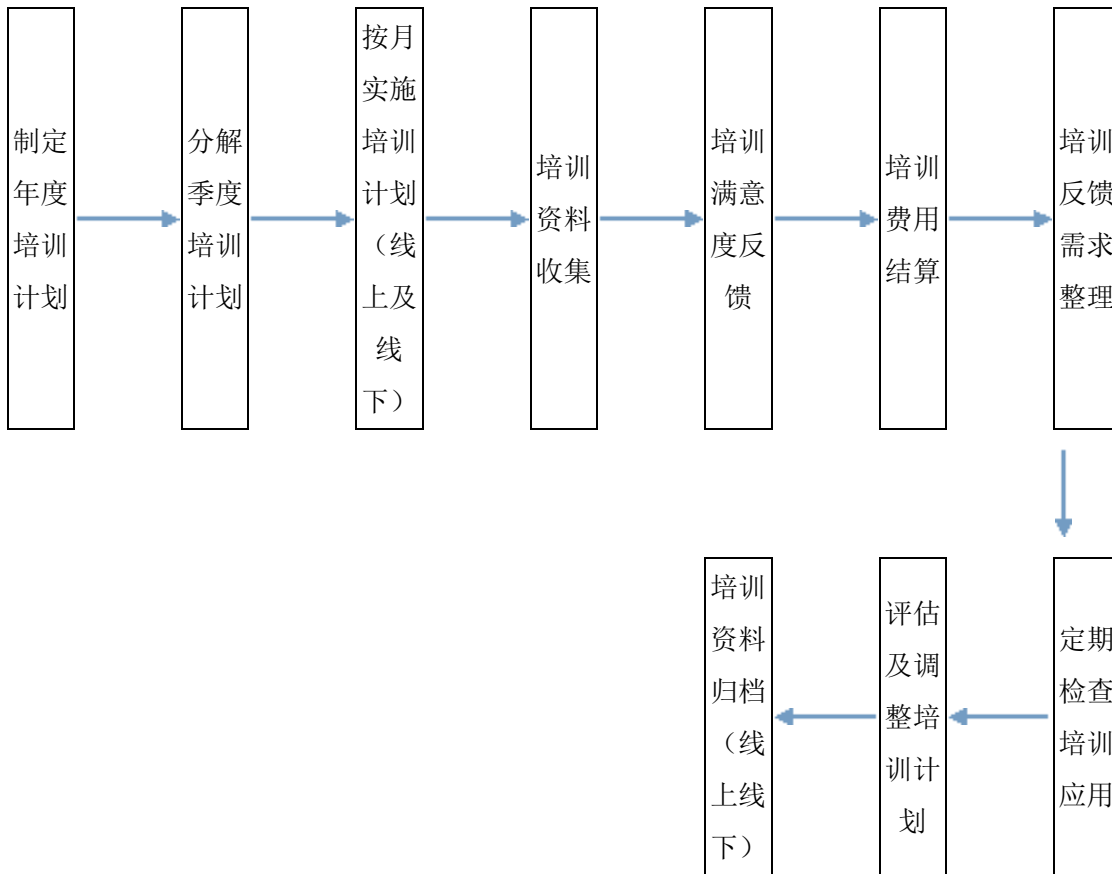 制定
年度
培训
计划
分解
季度
培训
计划
按月
实施
培训
计划
（线
上及
线
下）
培训
资料
收集
培训
满意
度反
馈
培训
费用
结算
培训
反馈
需求
整理
定期
检查
培训
应用
评估
及调
整培
训计
划
培训
资料
归档
（线
上线
下）